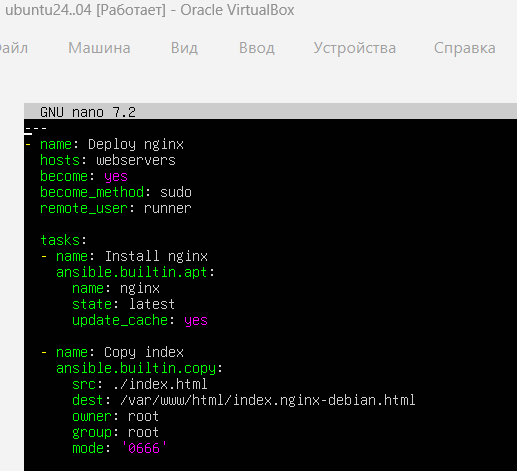 ubuntu24..04 [Работает] - Oracle VirtualBox
айл Машина Вид Ввод Устройства Справка
GNU nano 7.2
---
- name: Deploy nginx
  hosts: webservers
  become: yes
  become_method: sudo
  remote_user: runner
  tasks:
  - name: Install nginx
    ansible.builtin.apt:
      name: nginx
      state: latest
      update_cache: yes
  - name: Copy index
    ansible.builtin.copy:
      src: ./index.html
      dest: /var/www/html/index.nginx-debian.html
      owner: root
      group: root
      mode: '0666'